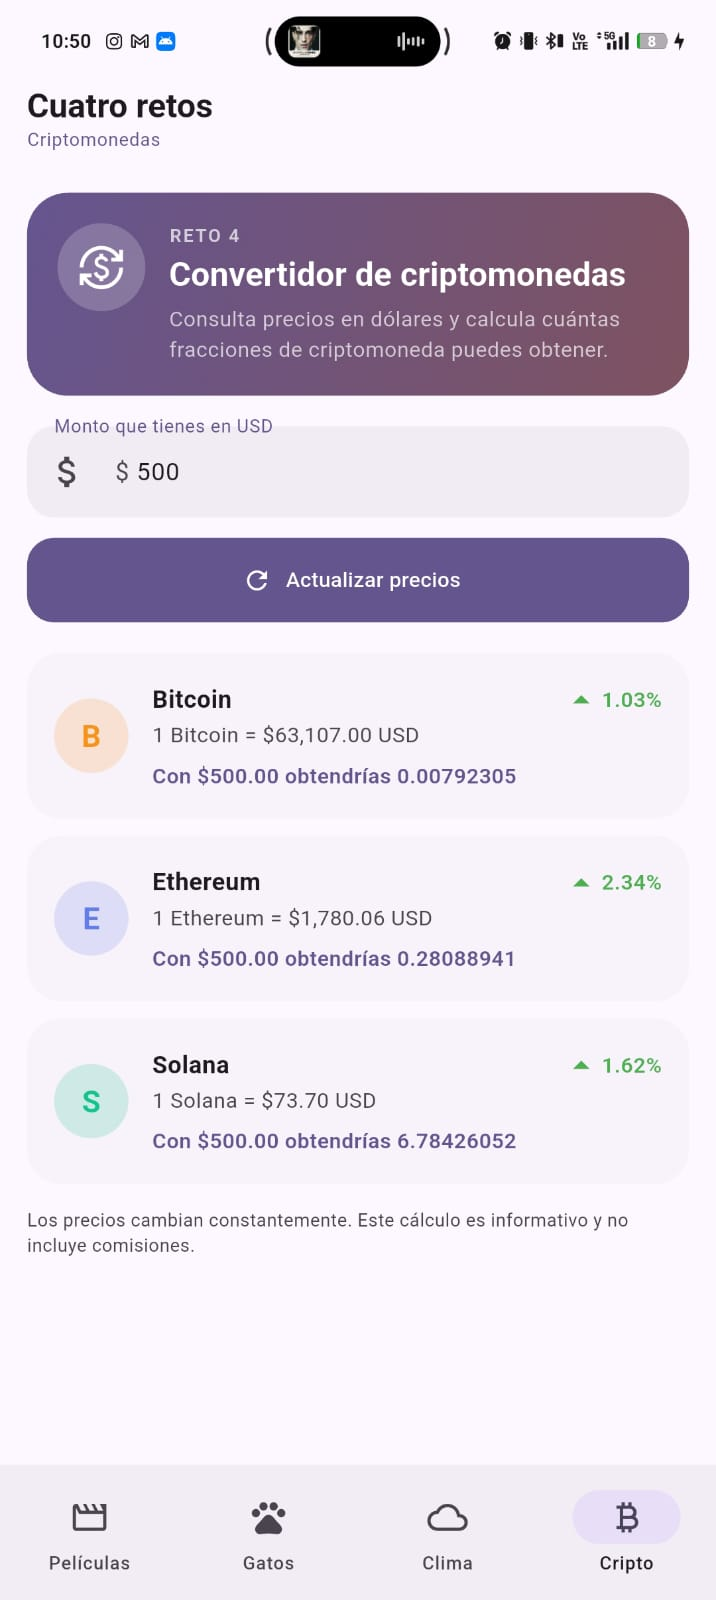 10:50
Vo
LTE
5G
8
Cuatro retos
Criptomonedas
RETO 4
Convertidor de criptomonedas
Consulta precios en dólares y calcula cuántas
fracciones de criptomoneda puedes obtener.
Monto que tienes en USD
$ $ 500
Actualizar precios
B
Bitcoin
1.03%
1 Bitcoin = $63,107.00 USD
Con $500.00 obtendrías 0.00792305
E
Ethereum
2.34%
1 Ethereum = $1,780.06 USD
Con $500.00 obtendrías 0.28088941
S
Solana
1.62%
1 Solana = $73.70 USD
Con $500.00 obtendrías 6.78426052
Los precios cambian constantemente. Este cálculo es informativo y no
incluye comisiones.
Películas
Gatos
Clima
Cripto